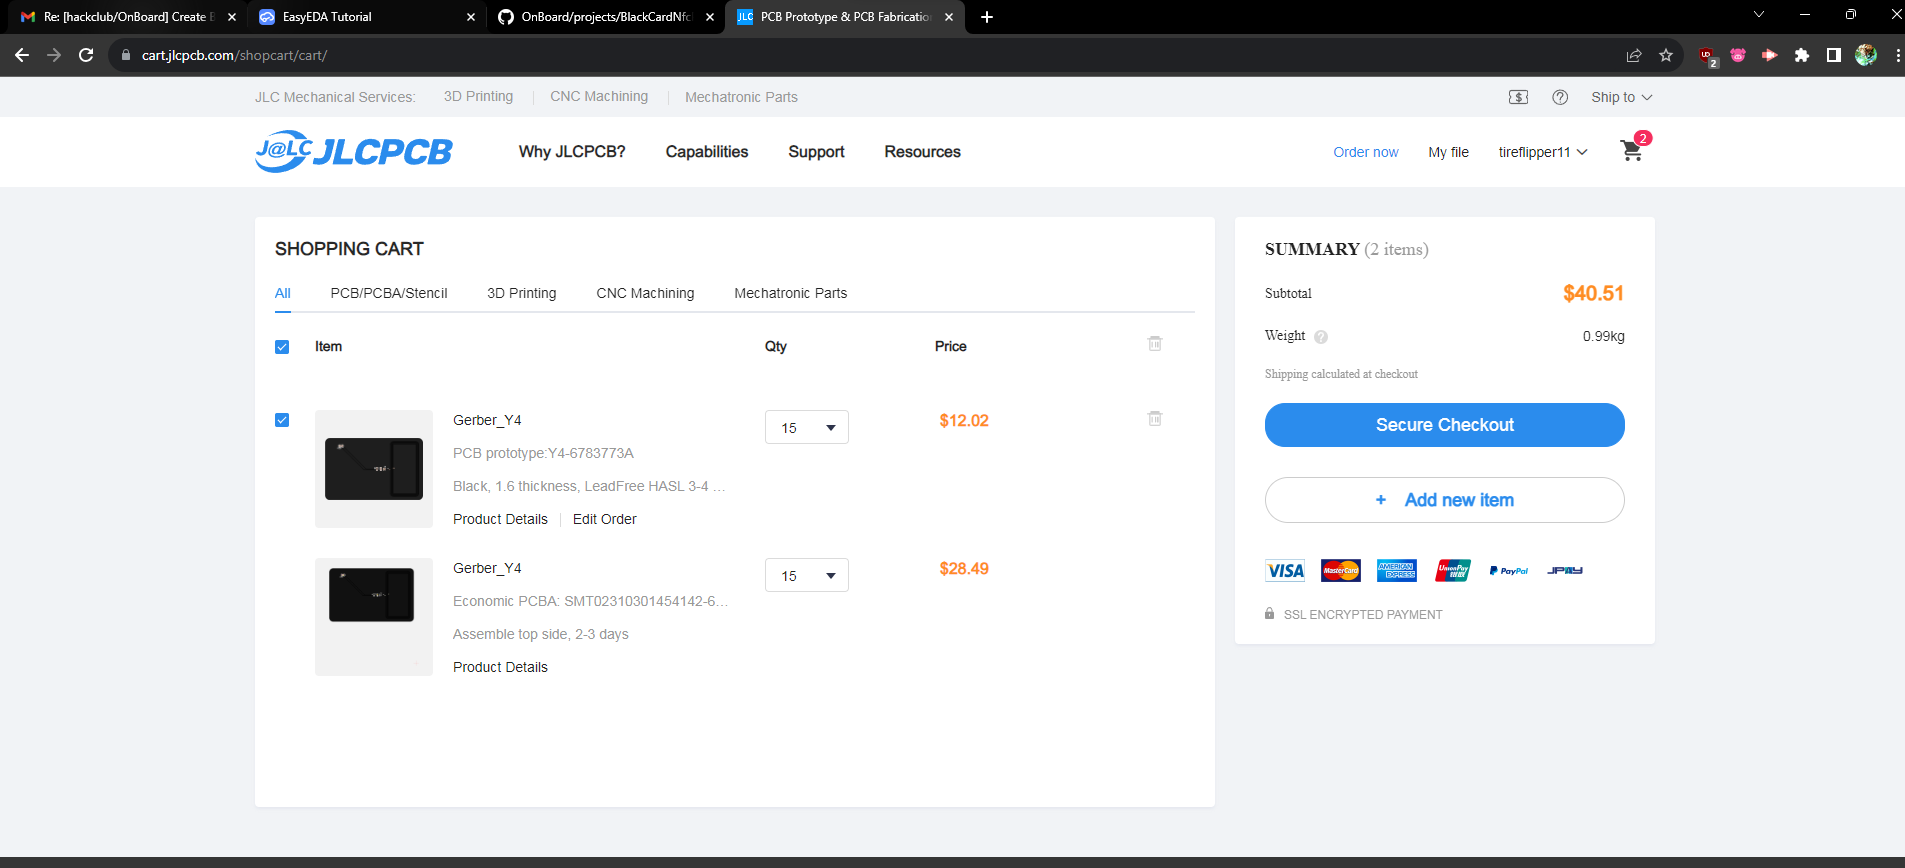 Re: [hackclub/OnBoard] Create B
EasyEDA Tutorial
OnBoard/projects/BlackCardNfc
JLC PCB Prototype & PCB Fabrication
cart.jlcpcb.com/shopcart/cart/
UD 2
JLC Mechanical Services: 3D Printing CNC Machining Mechatronic Parts
$ ? Ship to
J@LC JLCPCB
Why JLCPCB? Capabilities Support Resources
Order now My file tireflipper11 2
SHOPPING CART
All PCB/PCBA/Stencil 3D Printing CNC Machining Mechatronic Parts
Item Qty Price
Gerber_Y4 15 $12.02
PCB prototype:Y4-6783773A
Black, 1.6 thickness, LeadFree HASL 3-4 ...
Product Details | Edit Order
Gerber_Y4 15 $28.49
Economic PCBA: SMT02310301454142-6...
Assemble top side, 2-3 days
Product Details
SUMMARY (2 items)
Subtotal $40.51
Weight ? 0.99kg
Shipping calculated at checkout
Secure Checkout
+ Add new item
VISA MasterCard AMERICAN EXPRESS UnionPay PayPal JPAY
SSL ENCRYPTED PAYMENT